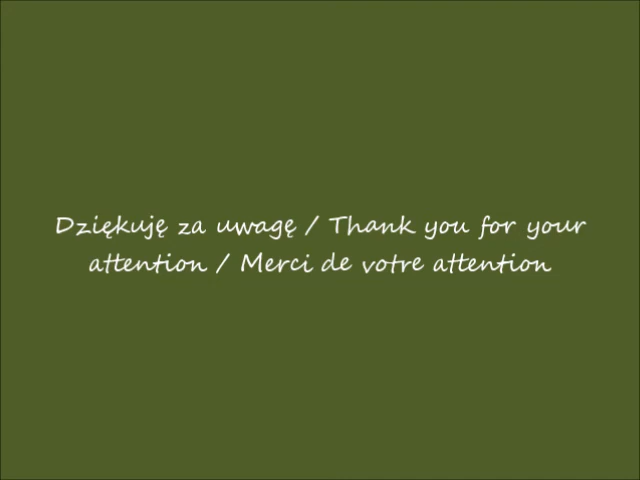 Dziękuję za uwagę / Thank you for your
attention / Merci de votre attention